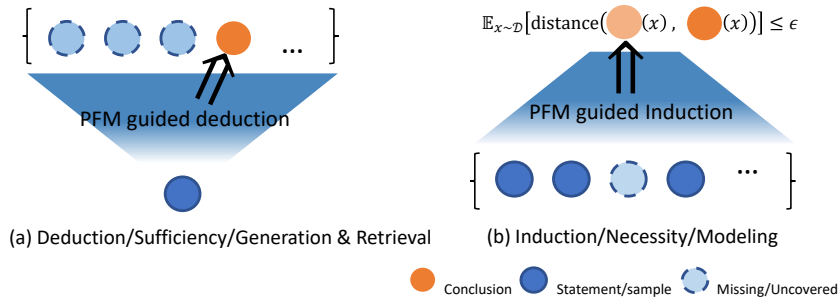 { ... }
𝔼x∼𝒟[distance( (x) , (x))] ≤ ϵ
PFM guided deduction
PFM guided Induction
{ ... }
(a) Deduction/Sufficiency/Generation & Retrieval
(b) Induction/Necessity/Modeling
Conclusion
Statement/sample
Missing/Uncovered